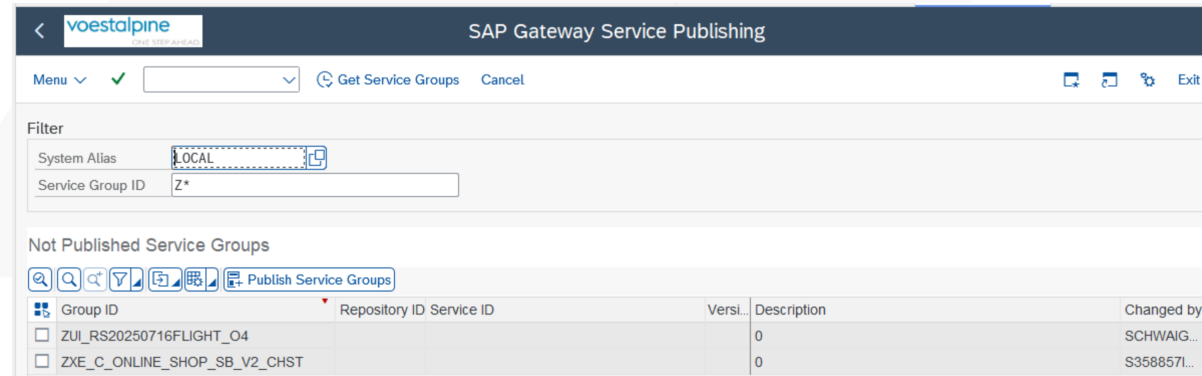 voestalpine
ONE STEP AHEAD.
SAP Gateway Service Publishing
Menu Get Service Groups Cancel Exit
Filter
System Alias LOCAL
Service Group ID Z*
Not Published Service Groups
Publish Service Groups
Group ID Repository ID Service ID Versi... Description Changed by
ZUI_RS20250716FLIGHT_O4 0 SCHWAIG...
ZXE_C_ONLINE_SHOP_SB_V2_CHST 0 S358857I...